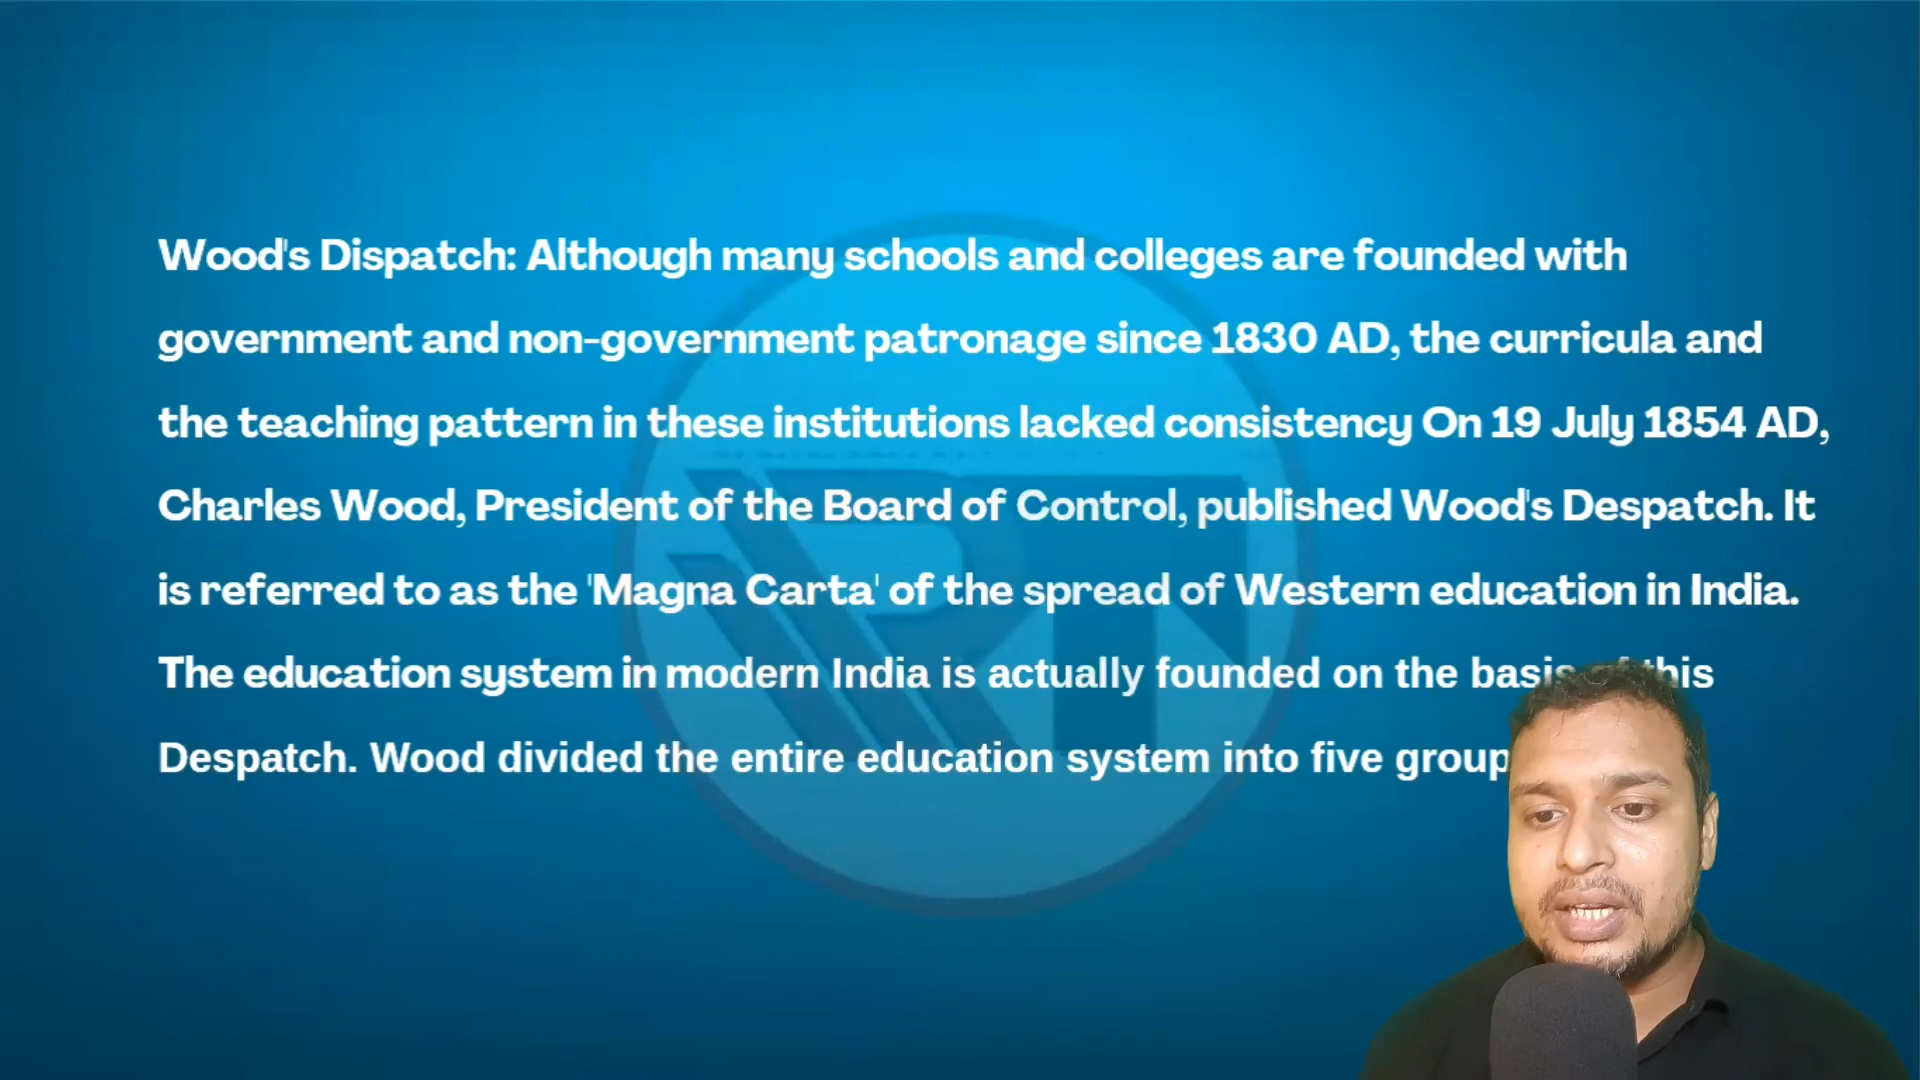 Wood's Dispatch: Although many schools and colleges are founded with
government and non-government patronage since 1830 AD, the curricula and
the teaching pattern in these institutions lacked consistency On 19 July 1854 AD,
Charles Wood, President of the Board of Control, published Wood's Despatch. It
is referred to as the 'Magna Carta' of the spread of Western education in India.
The education system in modern India is actually founded on the basis of this
Despatch. Wood divided the entire education system into five